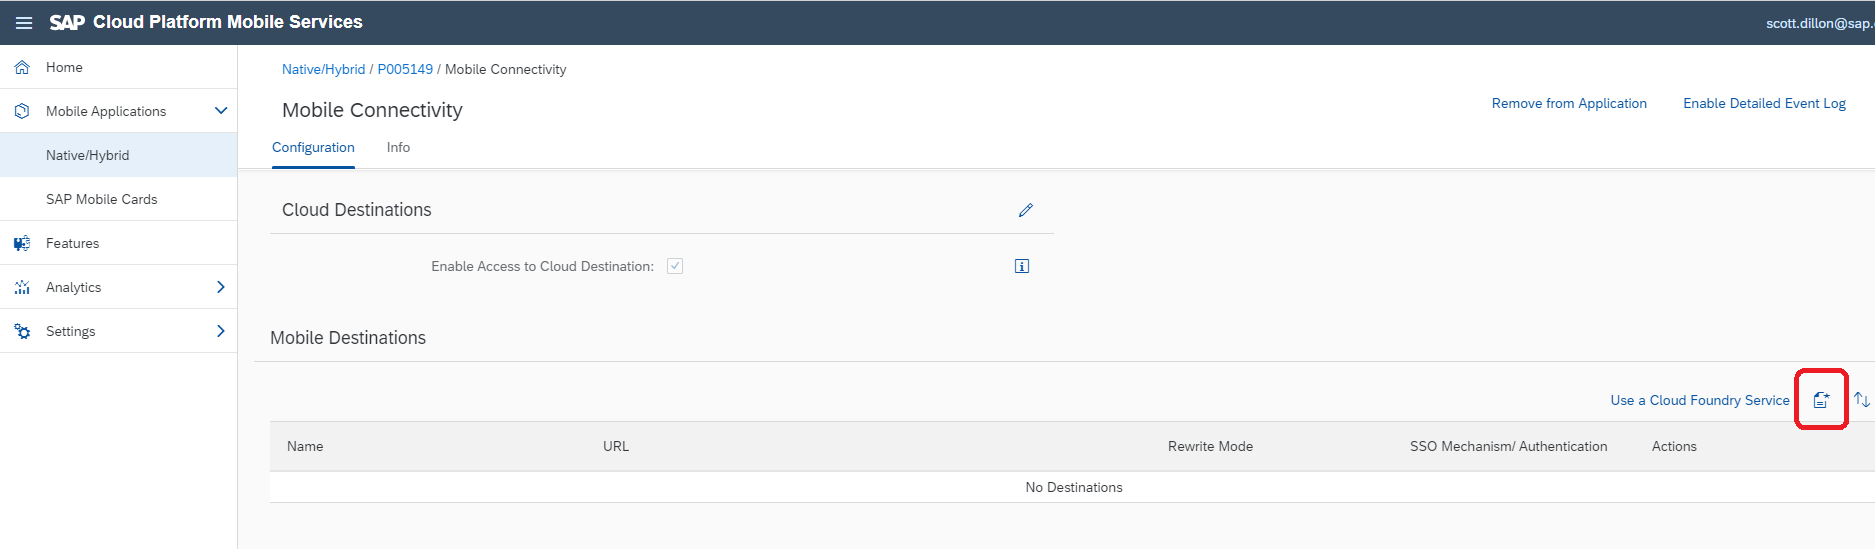 SAP Cloud Platform Mobile Services
scott.dillon@sap.
Home
Mobile Applications
Native/Hybrid
SAP Mobile Cards
Features
Analytics
Settings
Native/Hybrid / P005149 / Mobile Connectivity
Mobile Connectivity
Remove from Application Enable Detailed Event Log
Configuration Info
Cloud Destinations
Enable Access to Cloud Destination:
Mobile Destinations
Use a Cloud Foundry Service
Name URL Rewrite Mode SSO Mechanism/ Authentication Actions
No Destinations